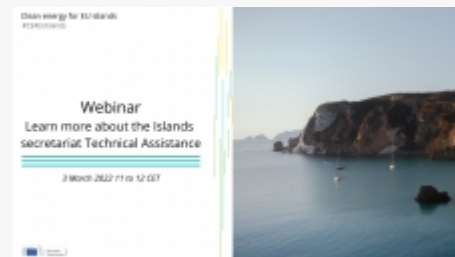 Clean energy for EU islands
Webinar
Learn more about the Islands
secretariat Technical Assistance
3 March 2022 11 to 12 CET